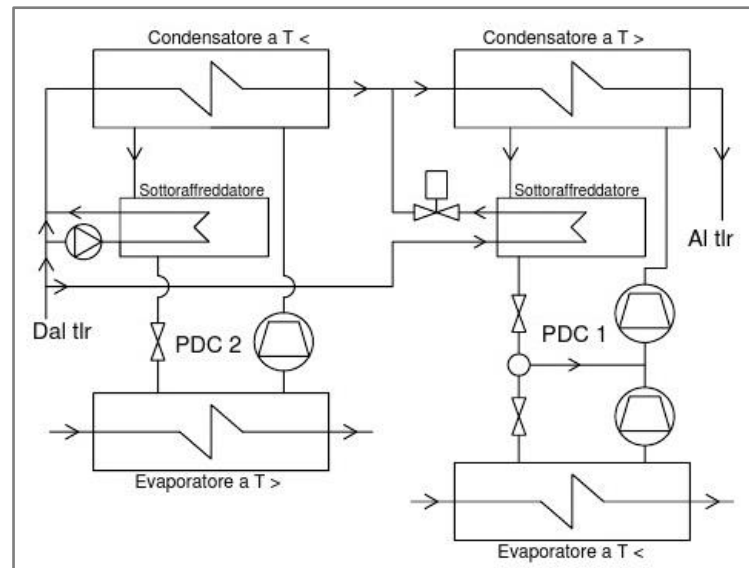 Condensatore a T <
Condensatore a T >
Sottoraffreddatore
Sottoraffreddatore
Al tlr
Dal tlr
PDC 2
PDC 1
Evaporatore a T >
Evaporatore a T <